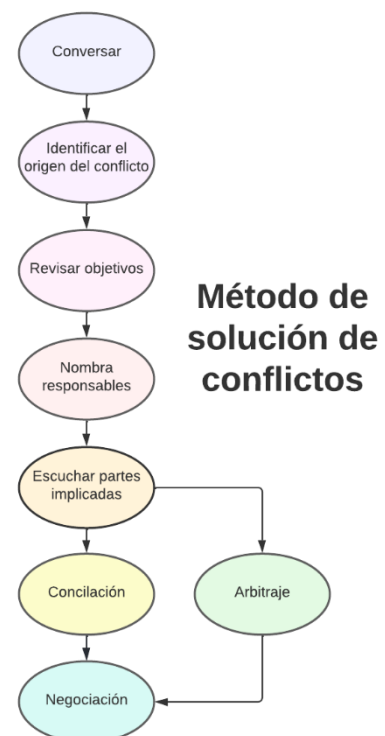 Conversar
Identificar el
origen del conflicto
Revisar objetivos
Método de
solución de
conflictos
Nombra
responsables
Escuchar partes
implicadas
Concilación
Arbitraje
Negociación